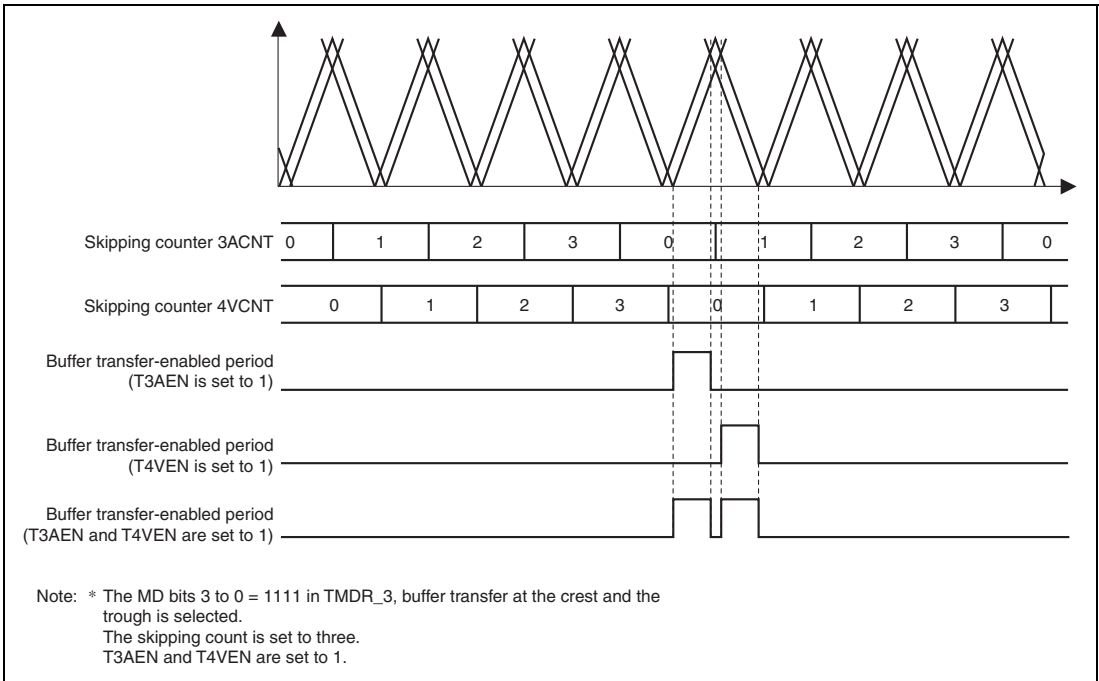 Skipping counter 3ACNT 0 1 2 3 0 1 2 3 0
Skipping counter 4VCNT 0 1 2 3 0 1 2 3
Buffer transfer-enabled period
(T3AEN is set to 1)
Buffer transfer-enabled period
(T4VEN is set to 1)
Buffer transfer-enabled period
(T3AEN and T4VEN are set to 1)
Note: * The MD bits 3 to 0 = 1111 in TMDR_3, buffer transfer at the crest and the
trough is selected.
The skipping count is set to three.
T3AEN and T4VEN are set to 1.